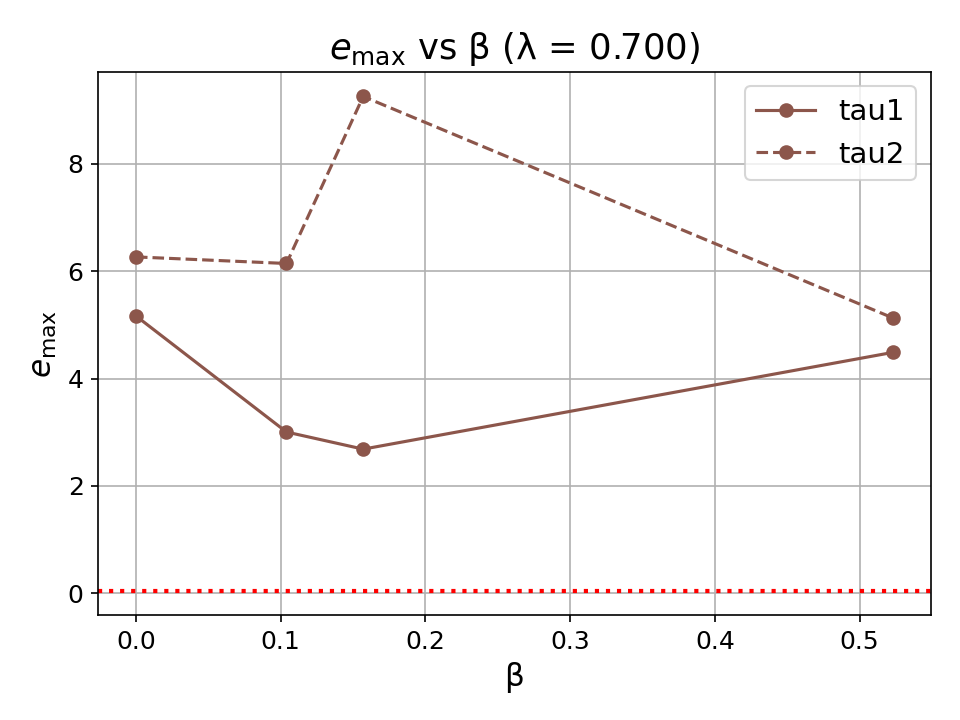 e_max vs β (λ = 0.700)
tau1
tau2
e_max
8
6
4
2
0
0.0 0.1 0.2 0.3 0.4 0.5
β